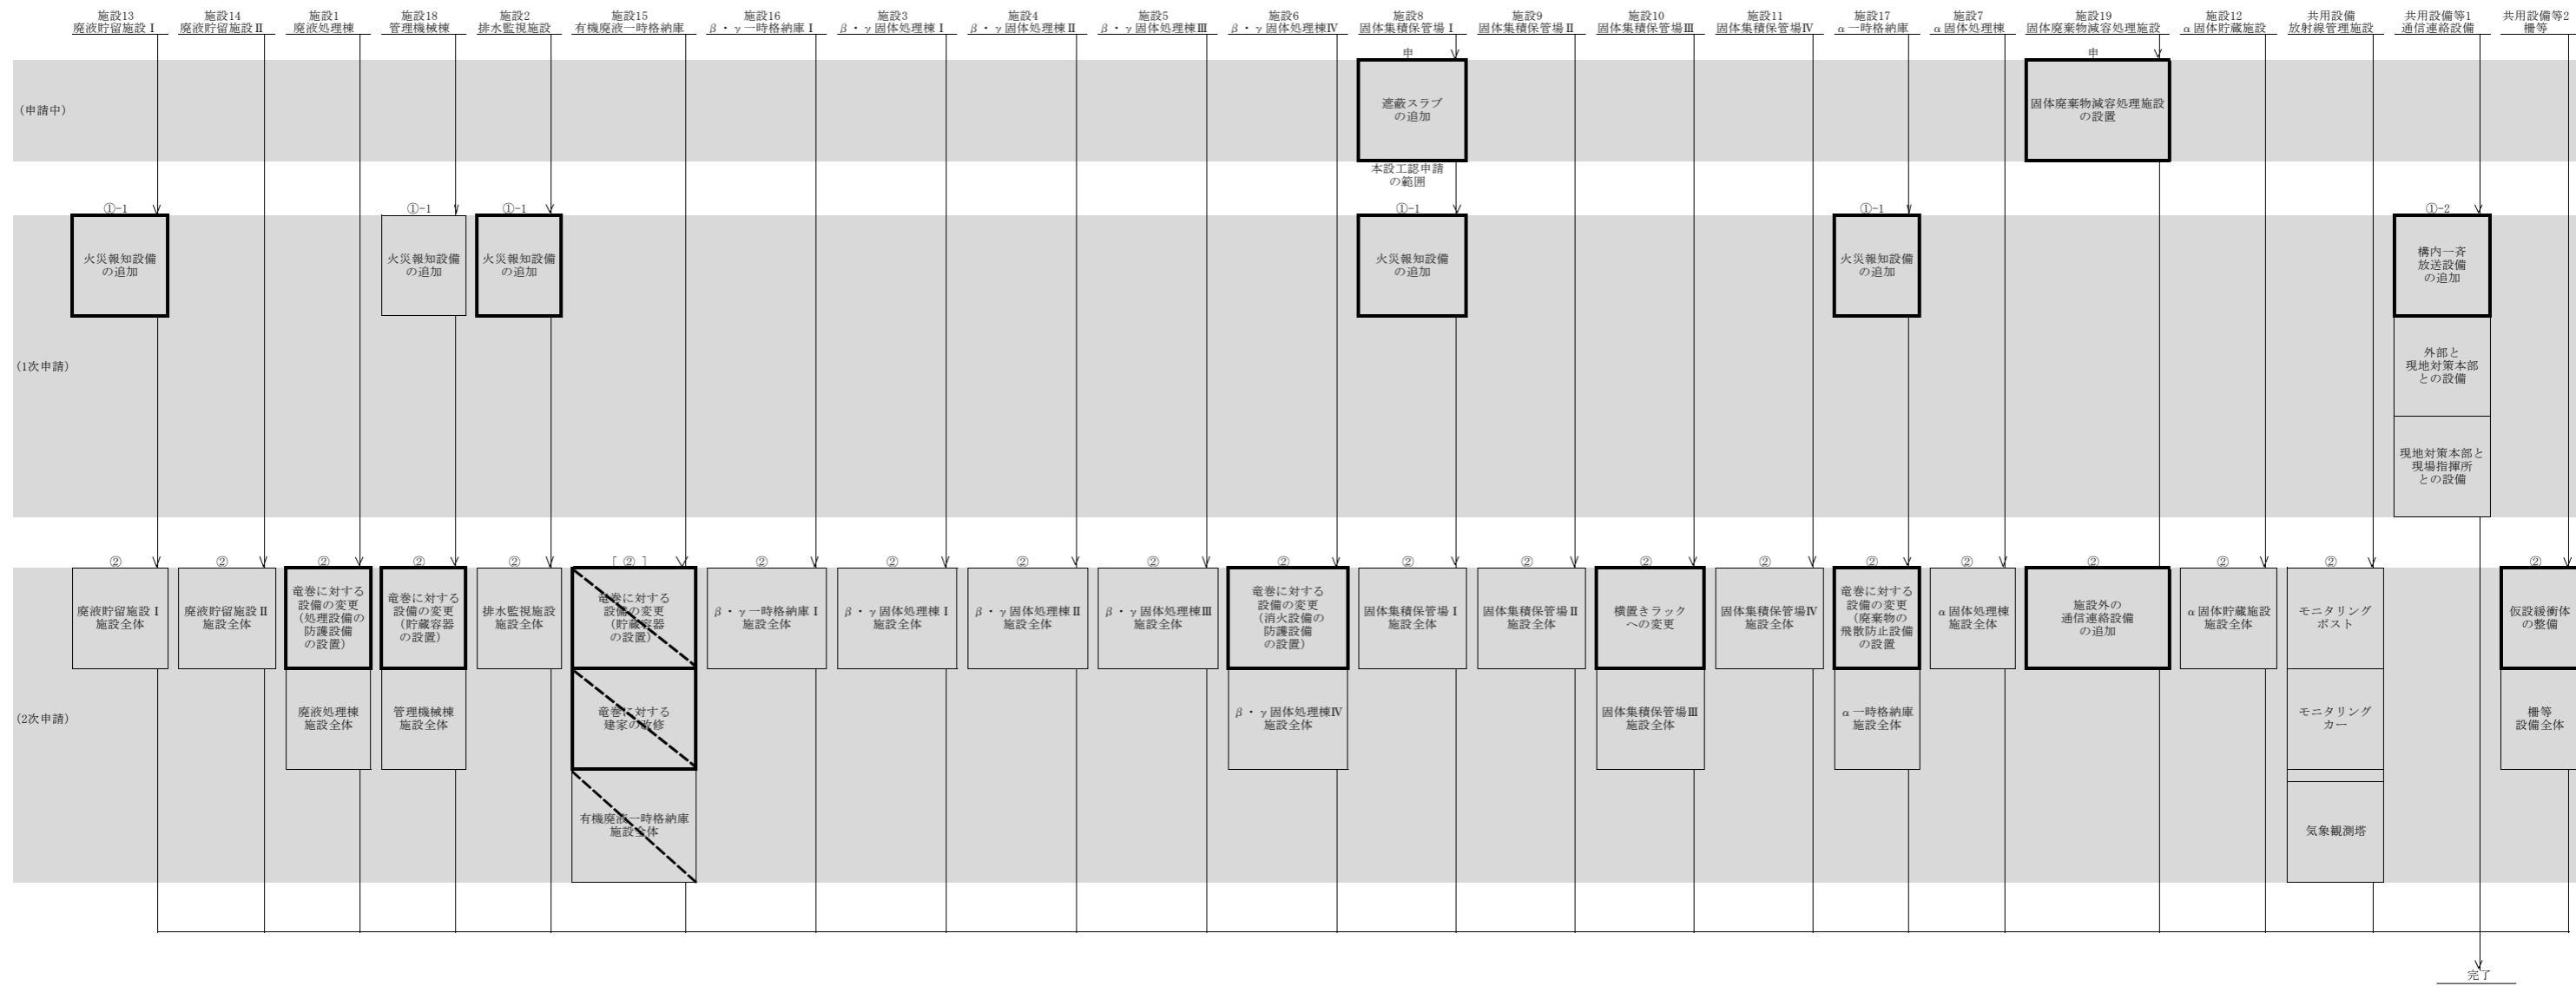 施設13
廃液貯留施設Ⅰ
施設14
廃液貯留施設Ⅱ
施設1
廃液処理棟
施設18
管理機械棟
施設2
排水監視施設
施設15
有機廃液一時格納庫
施設16
β・γ一時格納庫Ⅰ
施設3
β・γ固体処理棟Ⅰ
施設4
β・γ固体処理棟Ⅱ
施設5
β・γ固体処理棟Ⅲ
施設6
β・γ固体処理棟Ⅳ
施設8
固体集積保管場Ⅰ
施設9
固体集積保管場Ⅱ
施設10
固体集積保管場Ⅲ
施設11
固体集積保管場Ⅳ
施設17
α一時格納庫
施設7
α固体処理棟
施設19
固体廃棄物減容処理施設
施設12
α固体貯蔵施設
共用設備
放射線管理施設
共用設備等1
通信連絡設備
共用設備等2
柵等
(申請中)
申
遮蔽スラブ
の追加
本設工認申請
の範囲
申
固体廃棄物減容処理施設
の設置
(1次申請)
①-1
火災報知設備
の追加
①-1
火災報知設備
の追加
①-1
火災報知設備
の追加
①-1
火災報知設備
の追加
①-1
火災報知設備
の追加
①-2
構内一斉
放送設備
の追加
外部と
現地対策本部
との設備
現地対策本部と
現場指揮所
との設備
(2次申請)
②
廃液貯留施設Ⅰ
施設全体
②
廃液貯留施設Ⅱ
施設全体
②
竜巻に対する
設備の変更
(処理設備の
防護設備
の設置)
廃液処理棟
施設全体
②
竜巻に対する
設備の変更
(貯蔵容器
の設置)
管理機械棟
施設全体
②
排水監視施設
施設全体
[ ② ]
竜巻に対する
設備の変更
(貯蔵容器
の設置)
竜巻に対する
建家の改修
有機廃液一時格納庫
施設全体
②
β・γ一時格納庫Ⅰ
施設全体
②
β・γ固体処理棟Ⅰ
施設全体
②
β・γ固体処理棟Ⅱ
施設全体
②
β・γ固体処理棟Ⅲ
施設全体
②
竜巻に対する
設備の変更
(消火設備の
防護設備
の設置)
β・γ固体処理棟Ⅳ
施設全体
②
固体集積保管場Ⅰ
施設全体
②
固体集積保管場Ⅱ
施設全体
②
横置きラック
への変更
固体集積保管場Ⅲ
施設全体
②
固体集積保管場Ⅳ
施設全体
②
竜巻に対する
設備の変更
(廃棄物の
飛散防止設備
の設置
α一時格納庫
施設全体
②
α固体処理棟
施設全体
②
施設外の
通信連絡設備
の追加
②
α固体貯蔵施設
施設全体
②
モニタリング
ポスト
モニタリング
カー
気象観測塔
②
仮設緩衝体
の整備
柵等
設備全体
完了